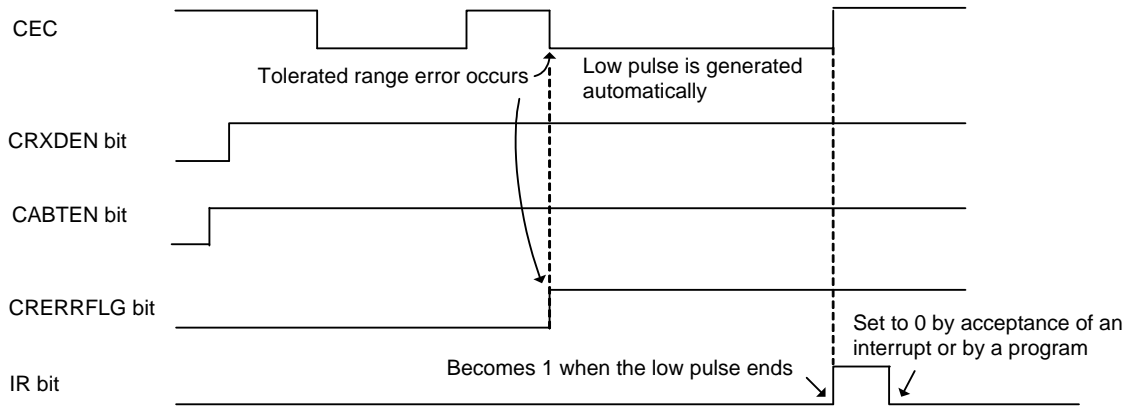 CEC
Tolerated range error occurs
Low pulse is generated
automatically
CRXDEN bit
CABTEN bit
CRERRFLG bit
Set to 0 by acceptance of an
interrupt or by a program
Becomes 1 when the low pulse ends
IR bit